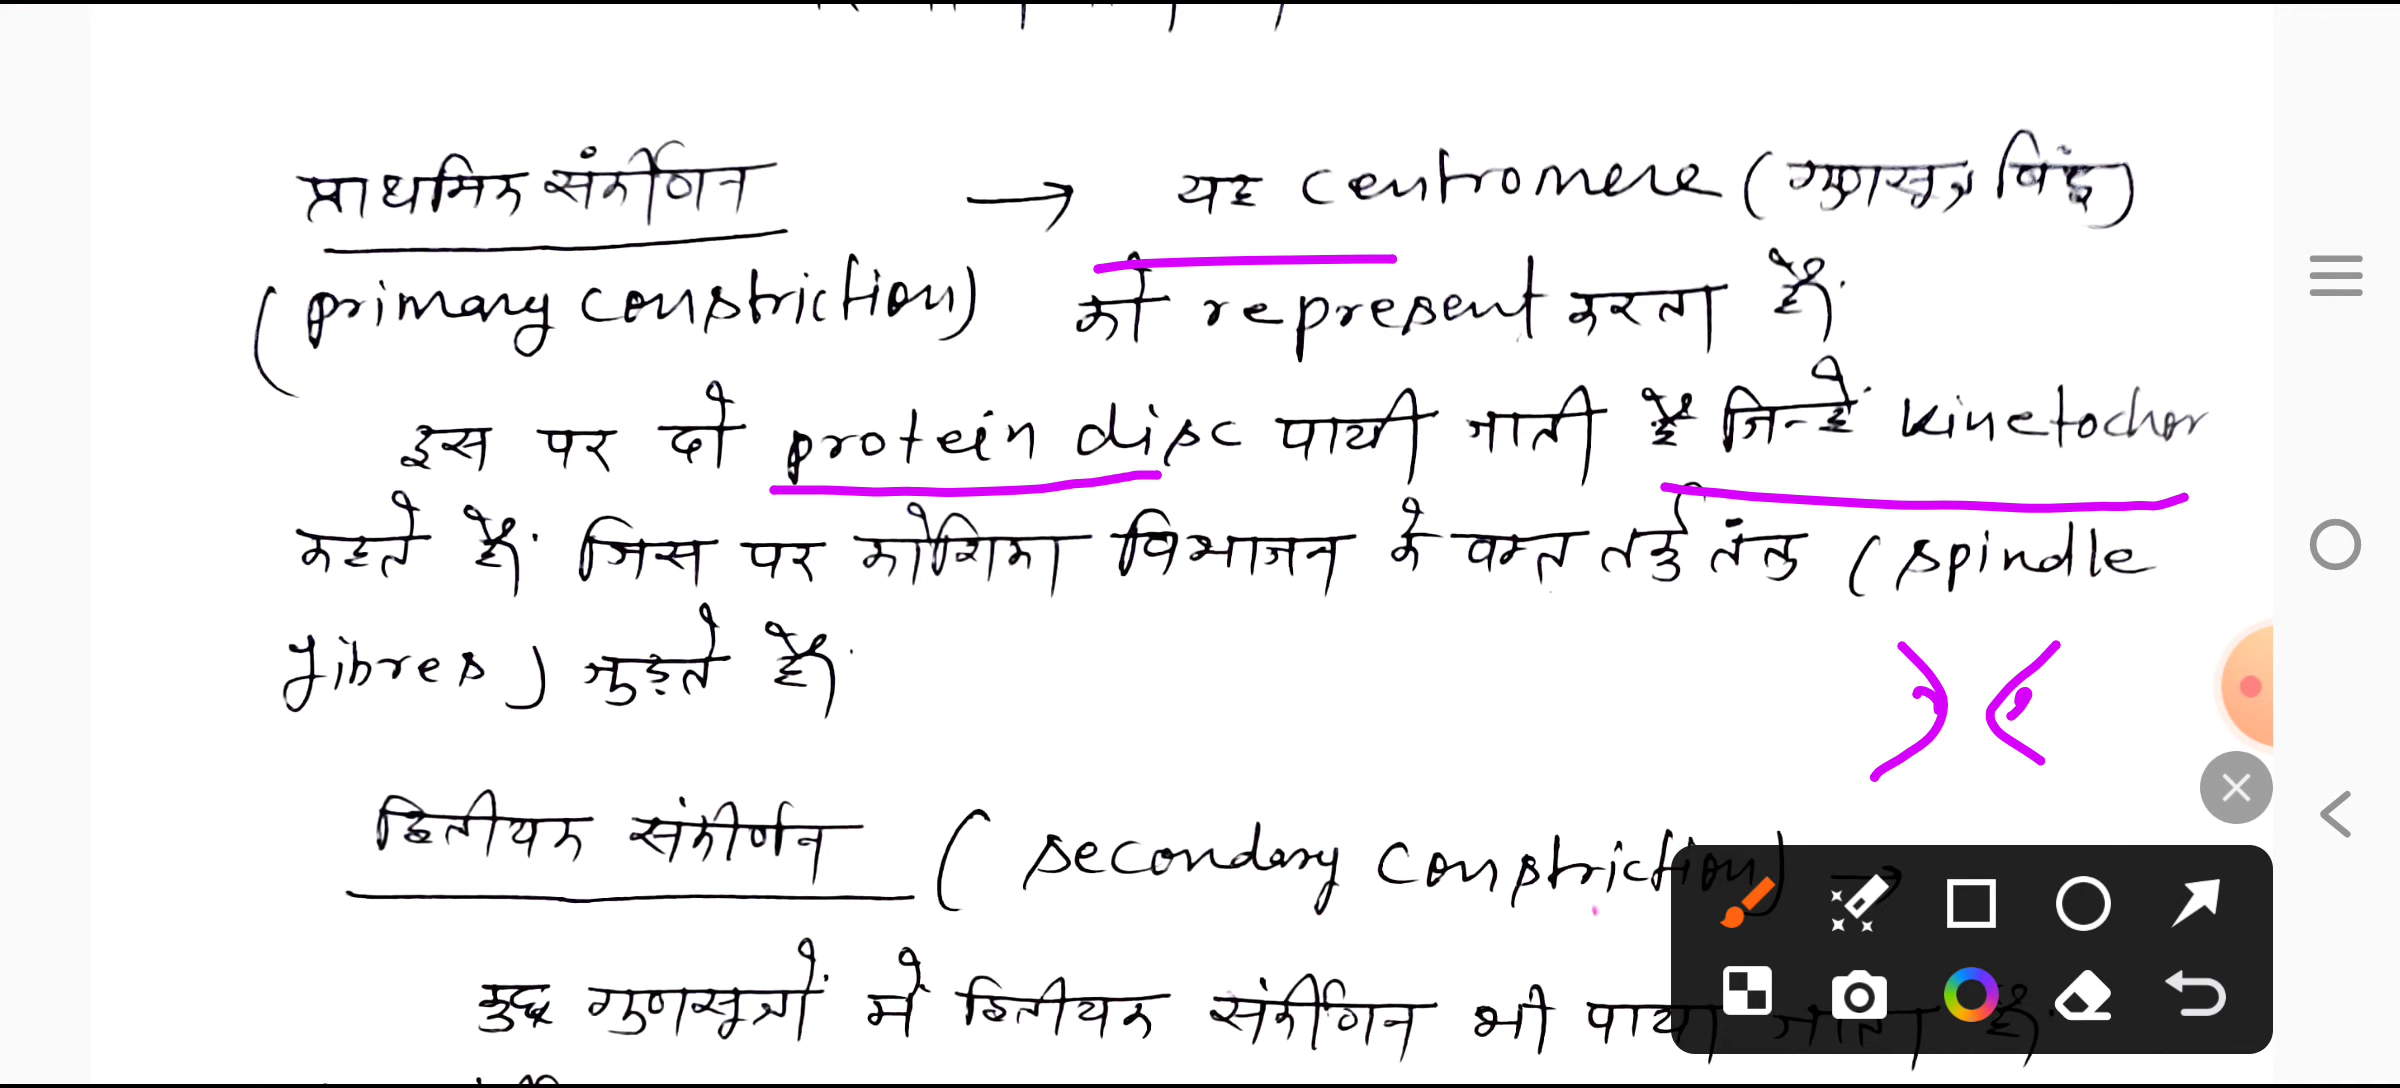 प्राथमिक संकीर्णन → यह centromere (गुणसूत्र बिंदु)
(primary constriction) को represent करता है।
इस पर दो protein disc पायी जाती है जिन्हें kinetochor
कहते हैं। जिस पर कोशिका विभाजन के वक्त तर्कु तंतु (spindle
fibres) जुड़ते हैं।
द्वितीयक संकीर्णन (secondary constriction) →
कुछ गुणसूत्रों में द्वितीयक संकीर्णन भी पाया जाता है।